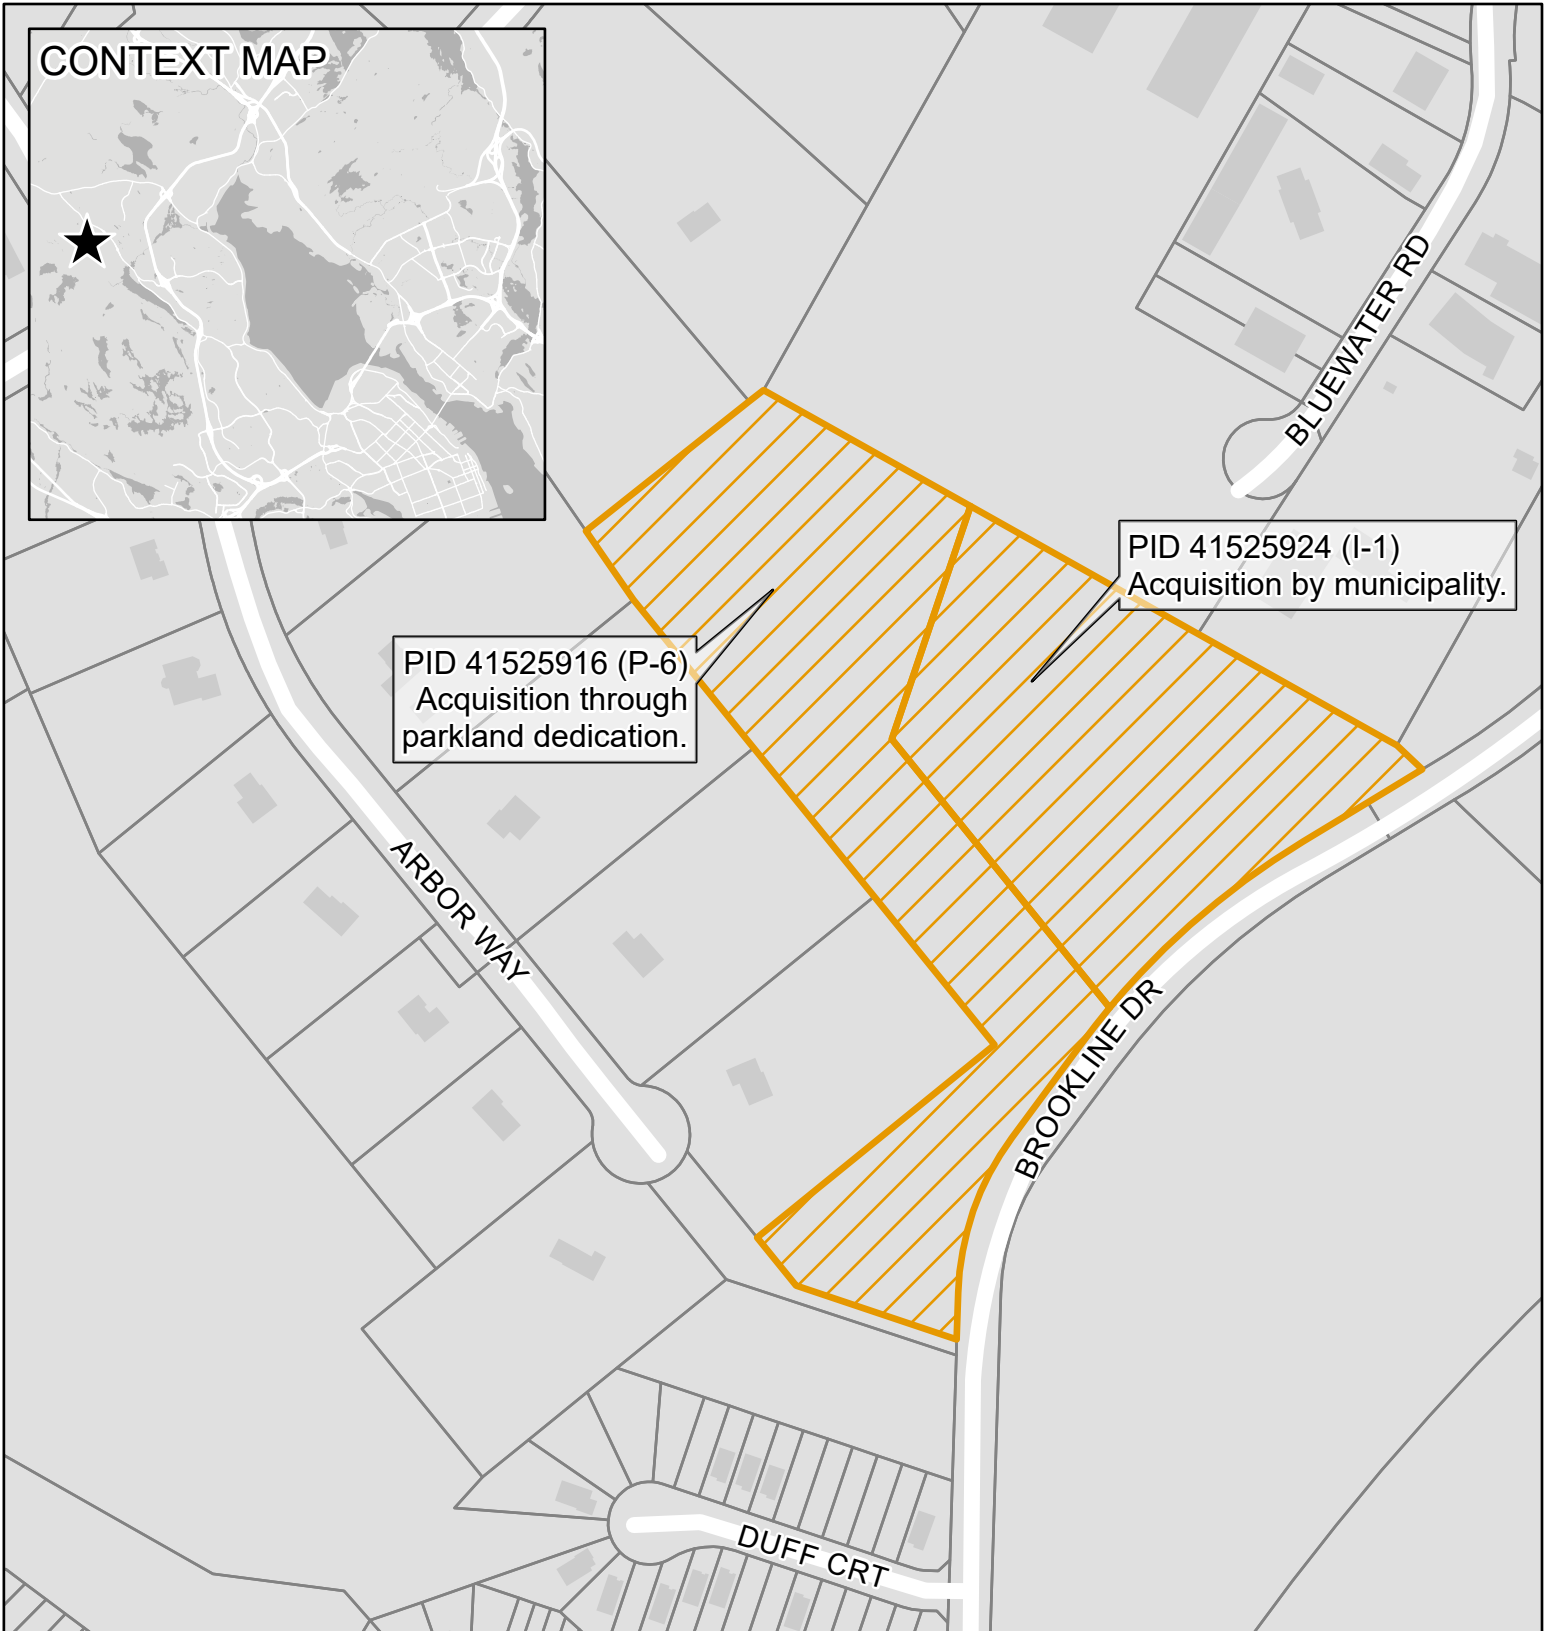 CONTEXT MAP
BLUEWATER RD
PID 41525924 (I-1)
Acquisition by municipality.
PID 41525916 (P-6)
Acquisition through
parkland dedication.
ARBOR WAY
BROOKLINE DR
DUFF CRT